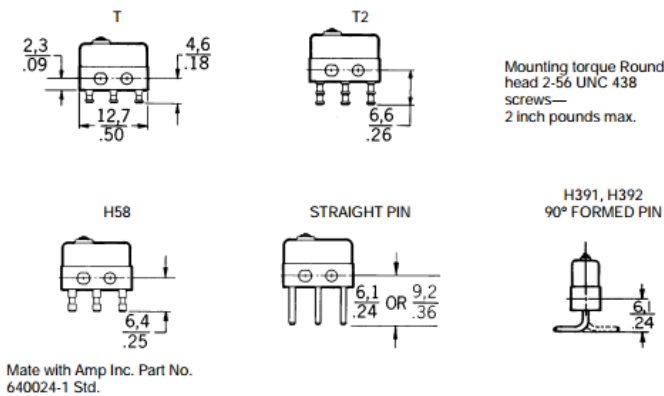 T
T2
2,3
.09
4,6
.18
12,7
.50
6,6
.26
Mounting torque Round
head 2-56 UNC 438
screws—
2 inch pounds max.
H58
STRAIGHT PIN
H391, H392
90° FORMED PIN
6,4
.25
6,1
.24
OR
9,2
.36
6,1
.24
Mate with Amp Inc. Part No.
640024-1 Std.